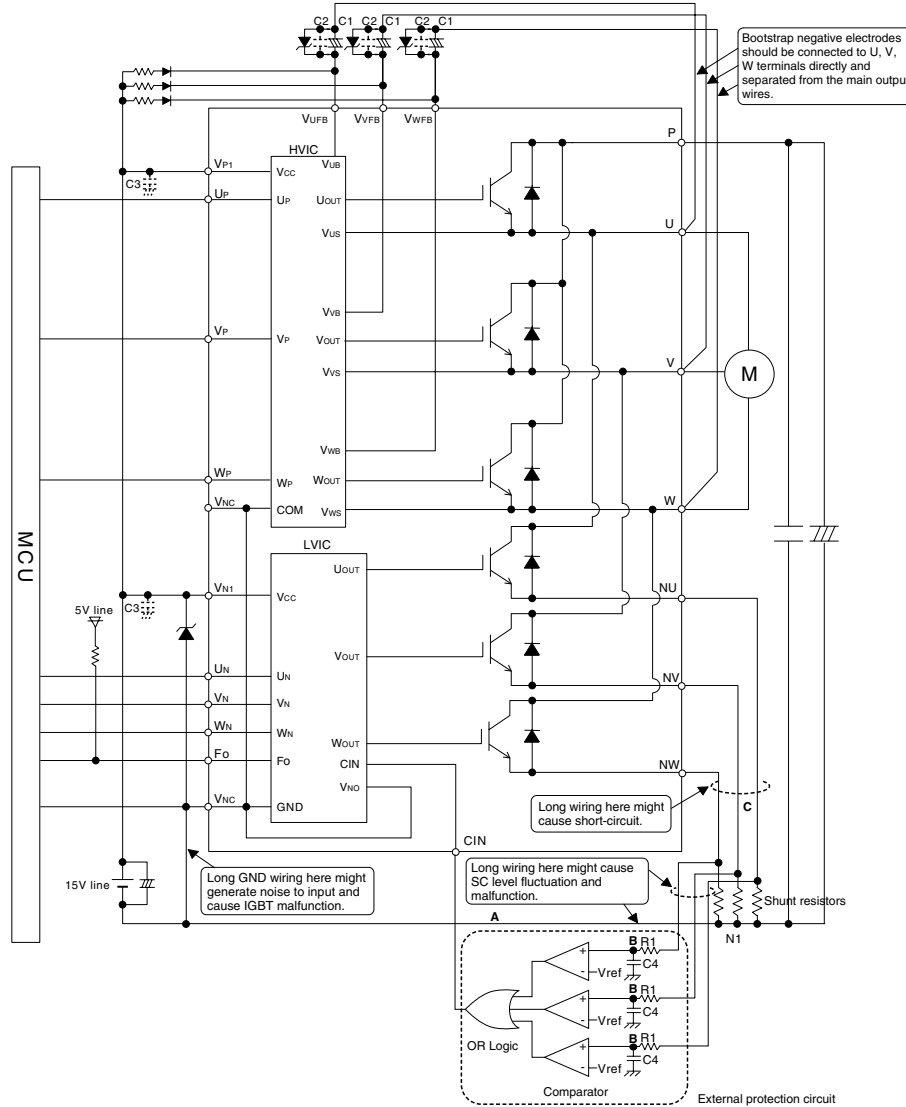 C2 C1 C2 C1 C2 C1
Bootstrap negative electrodes
should be connected to U, V,
W terminals directly and
separated from the main output
wires.
VUFB VVFB VWFB
P
HVIC
VP1
C3
VCC
VUB
UP
UP
UOUT
VUS
U
VVB
VP
VP
VOUT
VVS
V
M
VWB
WP
WP
WOUT
VNC
COM
VWS
W
MCU
LVIC
UOUT
VN1
C3
VCC
NU
5V line
VOUT
UN
UN
NV
VN
VN
WN
WN
WOUT
Fo
Fo
CIN
NW
VNO
VNC
GND
Long wiring here might
cause short-circuit.
C
CIN
15V line
Long GND wiring here might
generate noise to input and
cause IGBT malfunction.
Long wiring here might cause
SC level fluctuation and
malfunction.
Shunt resistors
A
N1
B R1
+
-
Vref
C4
B R1
+
-
Vref
C4
OR Logic
B R1
+
-
Vref
C4
Comparator
External protection circuit